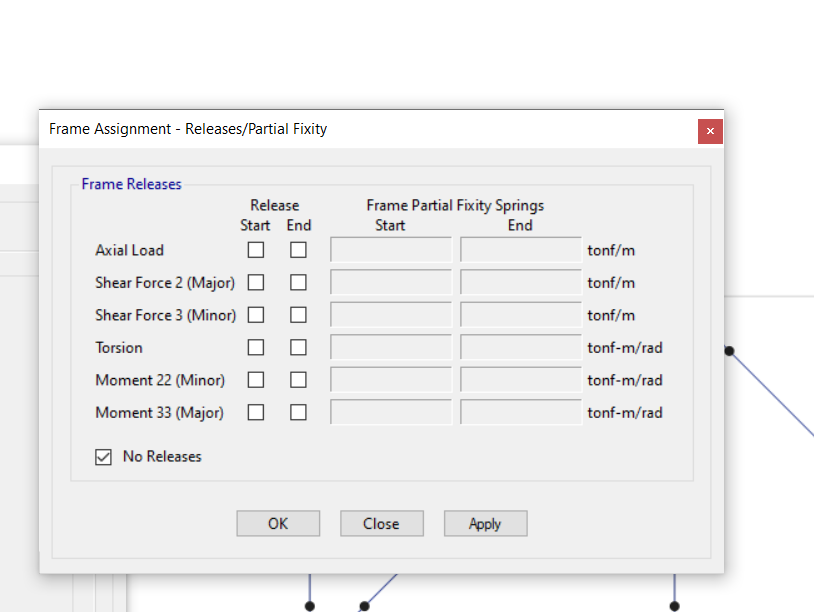 Frame Assignment - Releases/Partial Fixity
Frame Releases
Release Frame Partial Fixity Springs
Start End Start End
Axial Load tonf/m
Shear Force 2 (Major) tonf/m
Shear Force 3 (Minor) tonf/m
Torsion tonf-m/rad
Moment 22 (Minor) tonf-m/rad
Moment 33 (Major) tonf-m/rad
No Releases
OK Close Apply